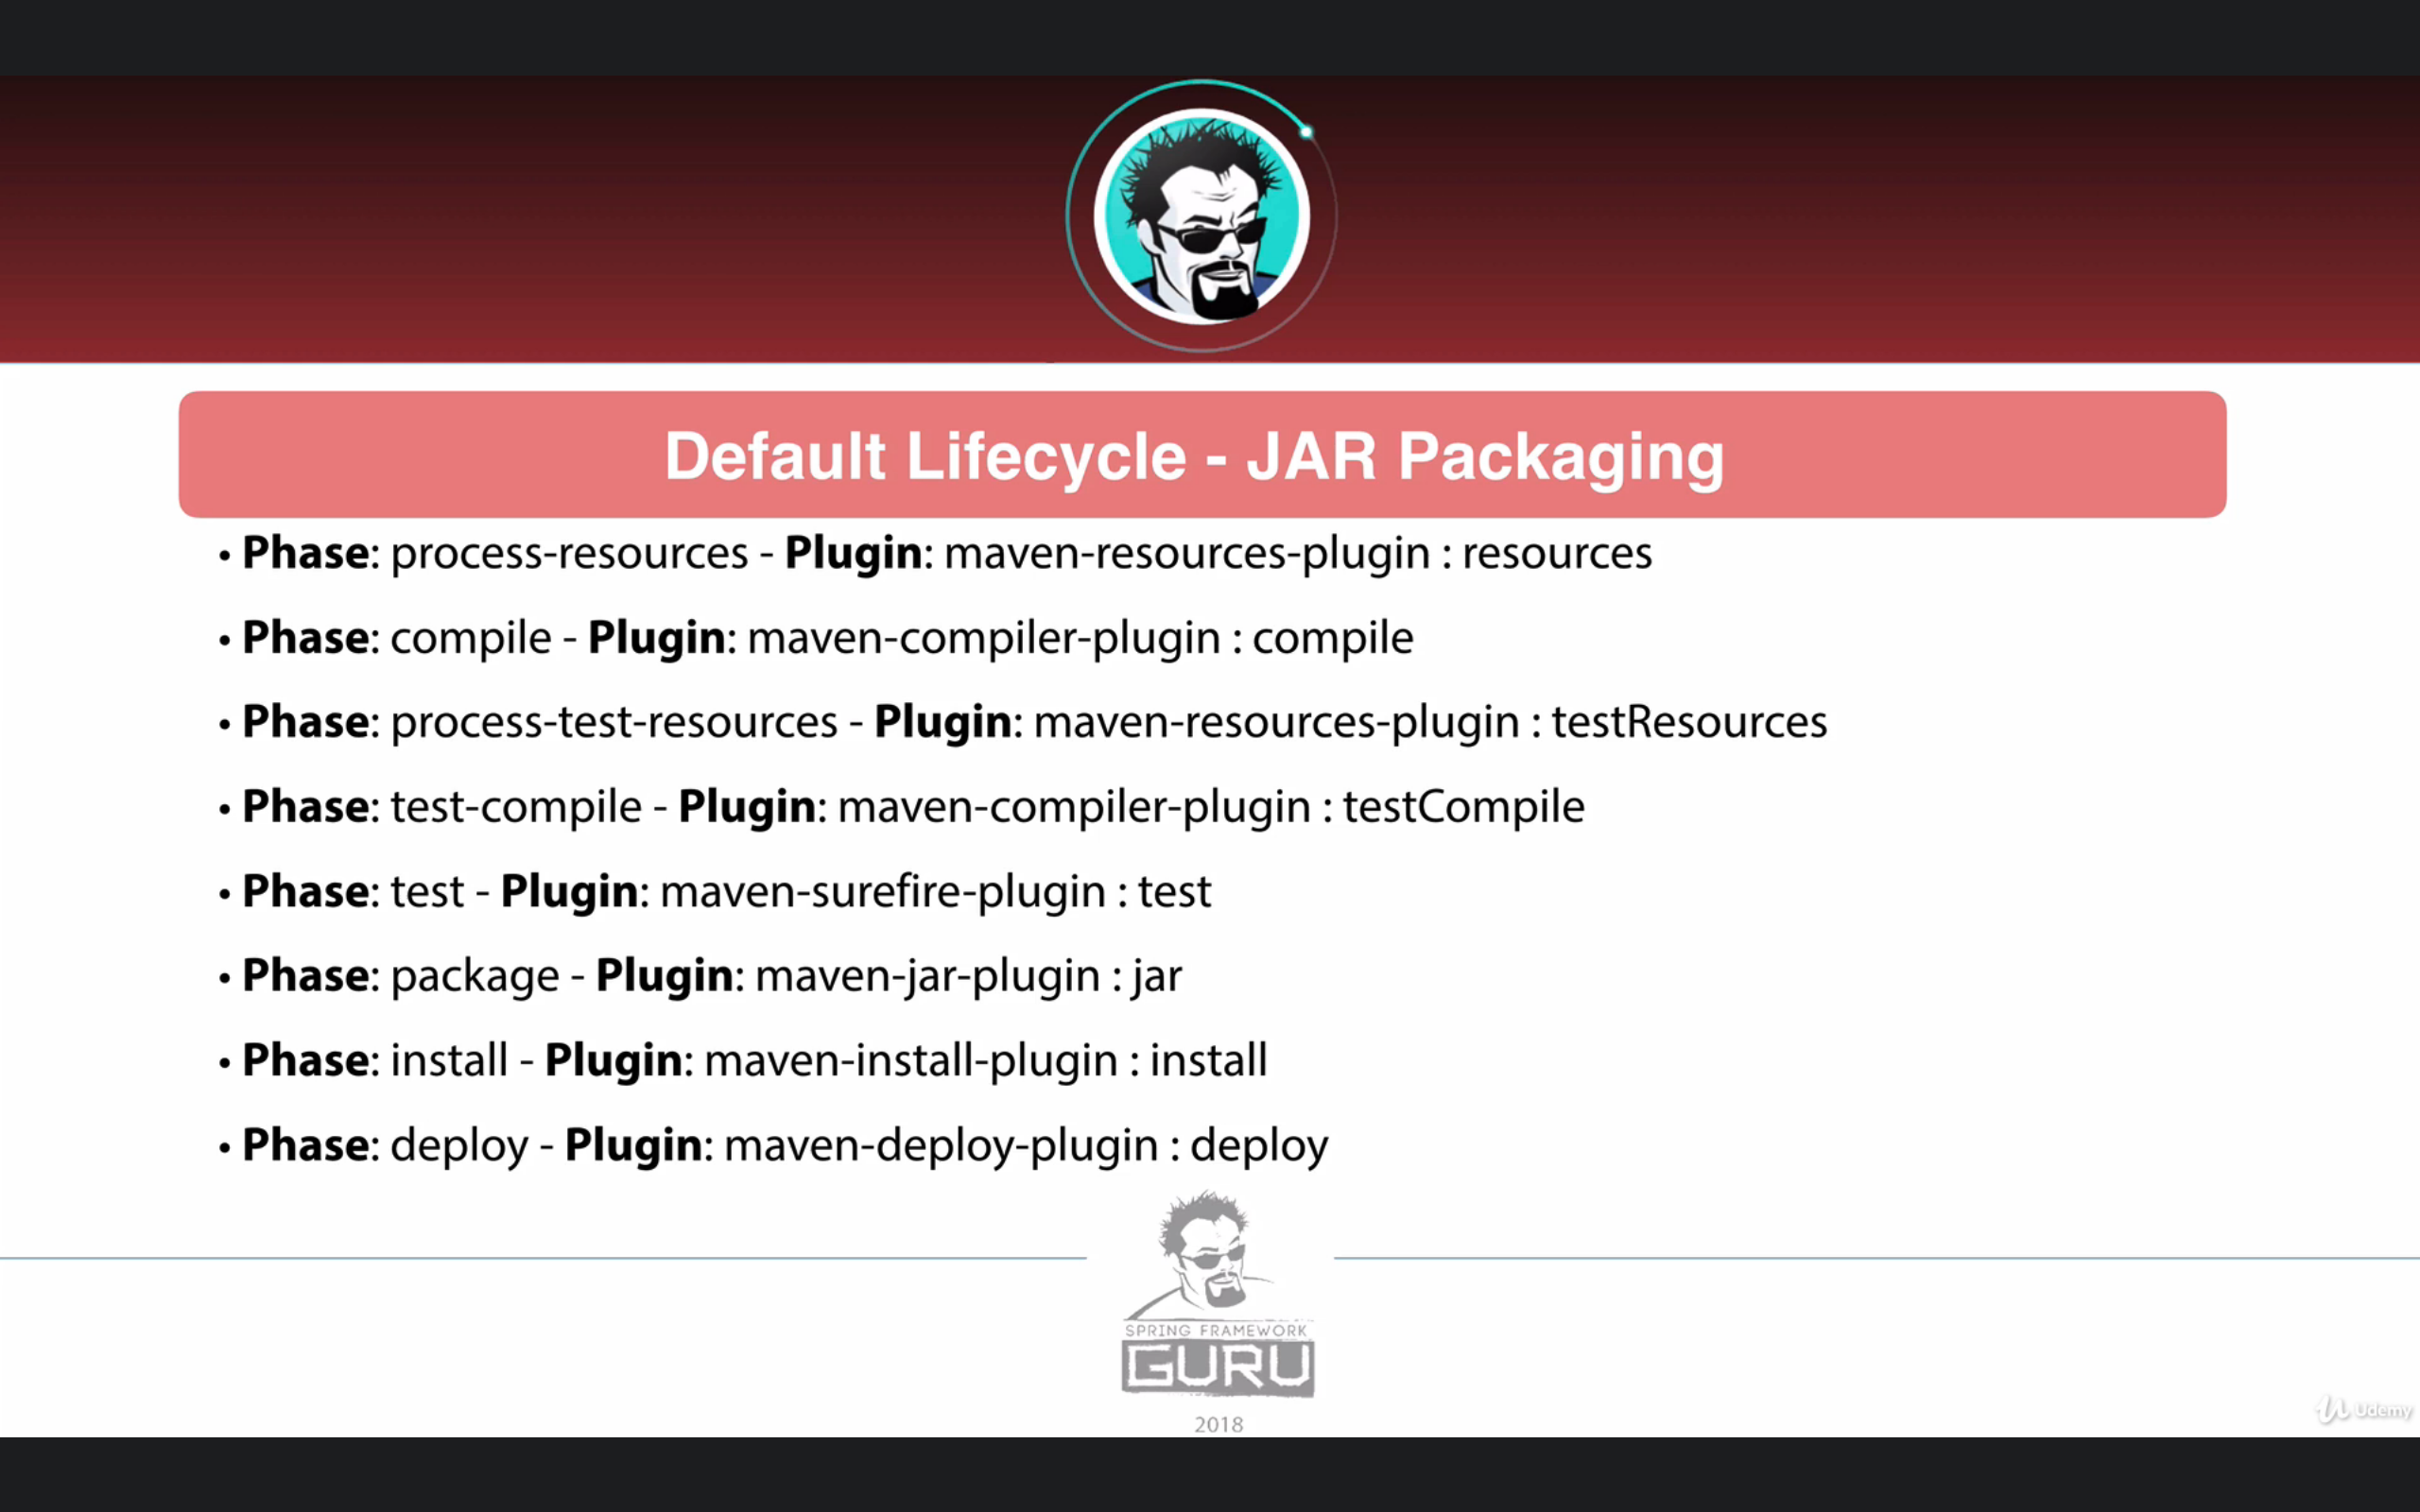 Default Lifecycle - JAR Packaging
• Phase: process-resources - Plugin: maven-resources-plugin : resources
• Phase: compile - Plugin: maven-compiler-plugin : compile
• Phase: process-test-resources - Plugin: maven-resources-plugin : testResources
• Phase: test-compile - Plugin: maven-compiler-plugin : testCompile
• Phase: test - Plugin: maven-surefire-plugin : test
• Phase: package - Plugin: maven-jar-plugin : jar
• Phase: install - Plugin: maven-install-plugin : install
• Phase: deploy - Plugin: maven-deploy-plugin : deploy
SPRING FRAMEWORK
GURU
2018
Udemy